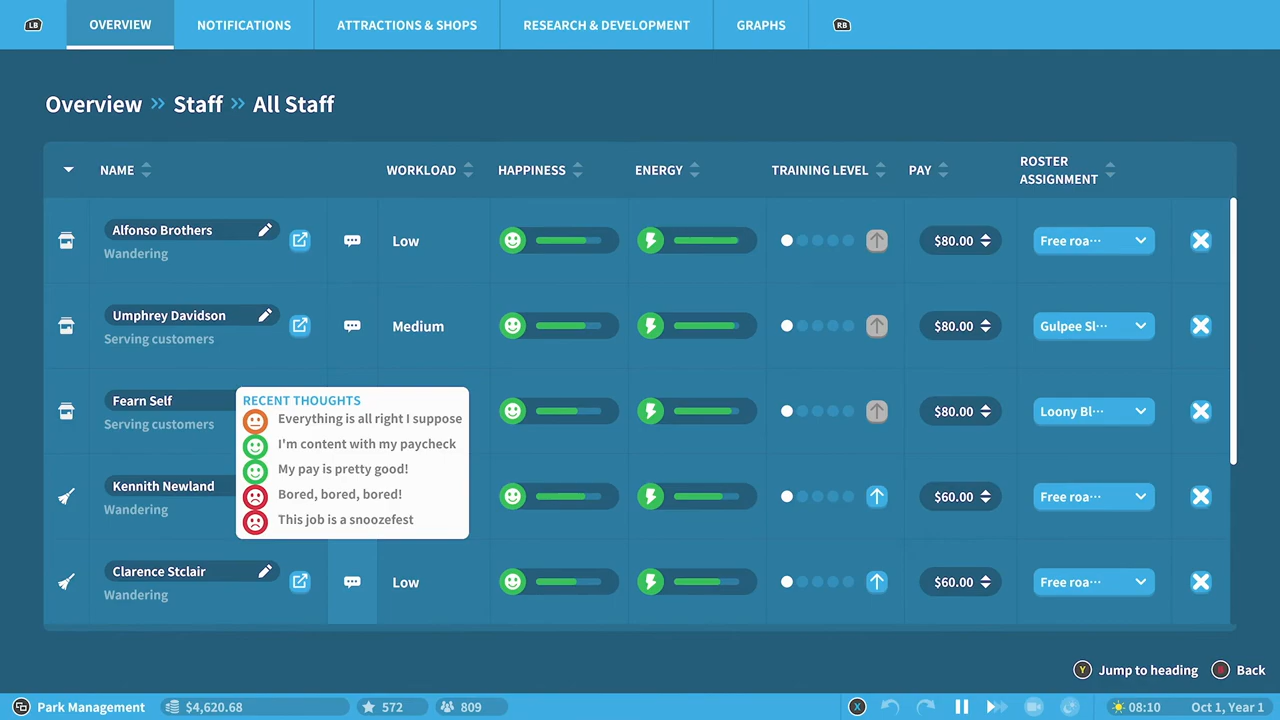 LB
OVERVIEW
NOTIFICATIONS
ATTRACTIONS & SHOPS
RESEARCH & DEVELOPMENT
GRAPHS
RB
Overview » Staff » All Staff
NAME
WORKLOAD
HAPPINESS
ENERGY
TRAINING LEVEL
PAY
ROSTER
ASSIGNMENT
Alfonso Brothers
Wandering
Low
$80.00
Free roa···
Umphrey Davidson
Serving customers
Medium
$80.00
Gulpee Sl···
Fearn Self
Serving customers
$80.00
Loony Bl···
RECENT THOUGHTS
Everything is all right I suppose
I'm content with my paycheck
My pay is pretty good!
Bored, bored, bored!
This job is a snoozefest
Kennith Newland
Wandering
$60.00
Free roa···
Clarence Stclair
Wandering
Low
$60.00
Free roa···
Y Jump to heading
Back
Park Management
$4,620.68
572
809
X
08:10
Oct 1, Year 1